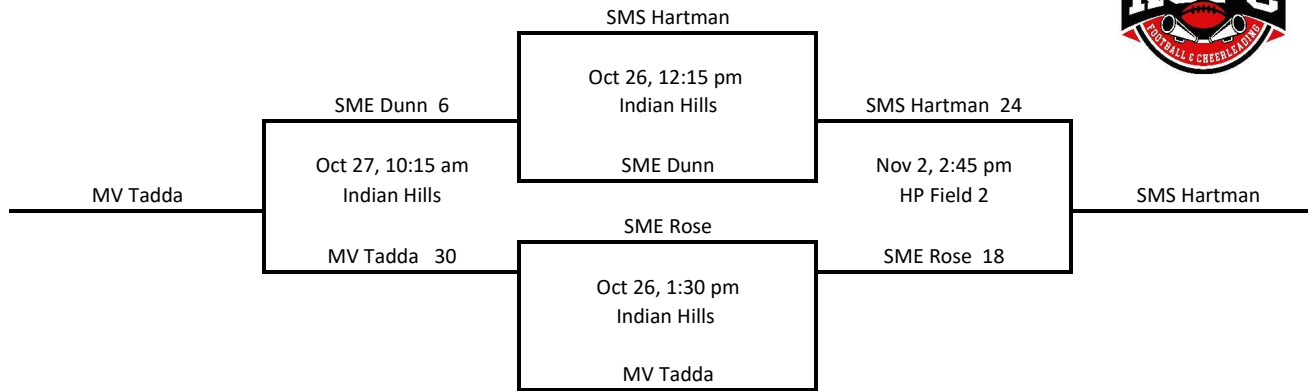 SMS Hartman
Oct 26, 12:15 pm
Indian Hills
SME Dunn 6
SMS Hartman 24
Oct 27, 10:15 am
Indian Hills
SME Dunn
Nov 2, 2:45 pm
HP Field 2
MV Tadda
SMS Hartman
SME Rose
MV Tadda 30
SME Rose 18
Oct 26, 1:30 pm
Indian Hills
MV Tadda
FOOTBALL & CHEERLEADING